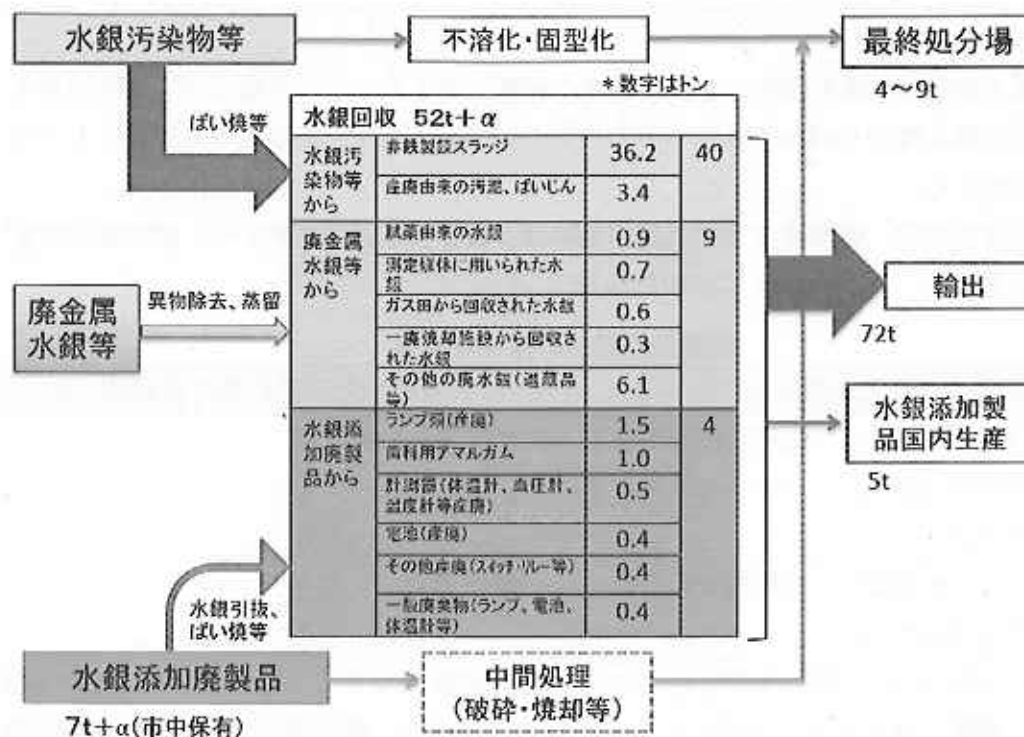 水銀汚染物等
不溶化・固型化
最終処分場
4～9t
＊数字はトン
ばい焼等
水銀回収 52t＋α
水銀汚
染物等
から
非鉄製錬スラッジ
36.2
40
産廃由来の汚泥、ばいじん
3.4
廃金属
水銀等
から
試薬由来の水銀
0.9
9
測定媒体に用いられた水
銀
0.7
ガス田から回収された水銀
0.6
一廃焼却施設から回収さ
れた水銀
0.3
その他の廃水銀(退蔵品
等)
6.1
水銀添
加廃製
品から
ランプ類(産廃)
1.5
4
歯科用アマルガム
1.0
計測器(体温計、血圧計、
温度計等産廃)
0.5
電池(産廃)
0.4
その他産廃(スイッチ・リレー等)
0.4
一般廃棄物(ランプ、電池、
体温計等)
0.4
廃金属
水銀等
異物除去、蒸留
輸出
72t
水銀添加製
品国内生産
5t
水銀引抜、
ばい焼等
水銀添加廃製品
7t＋α(市中保有)
中間処理
(破砕・焼却等)